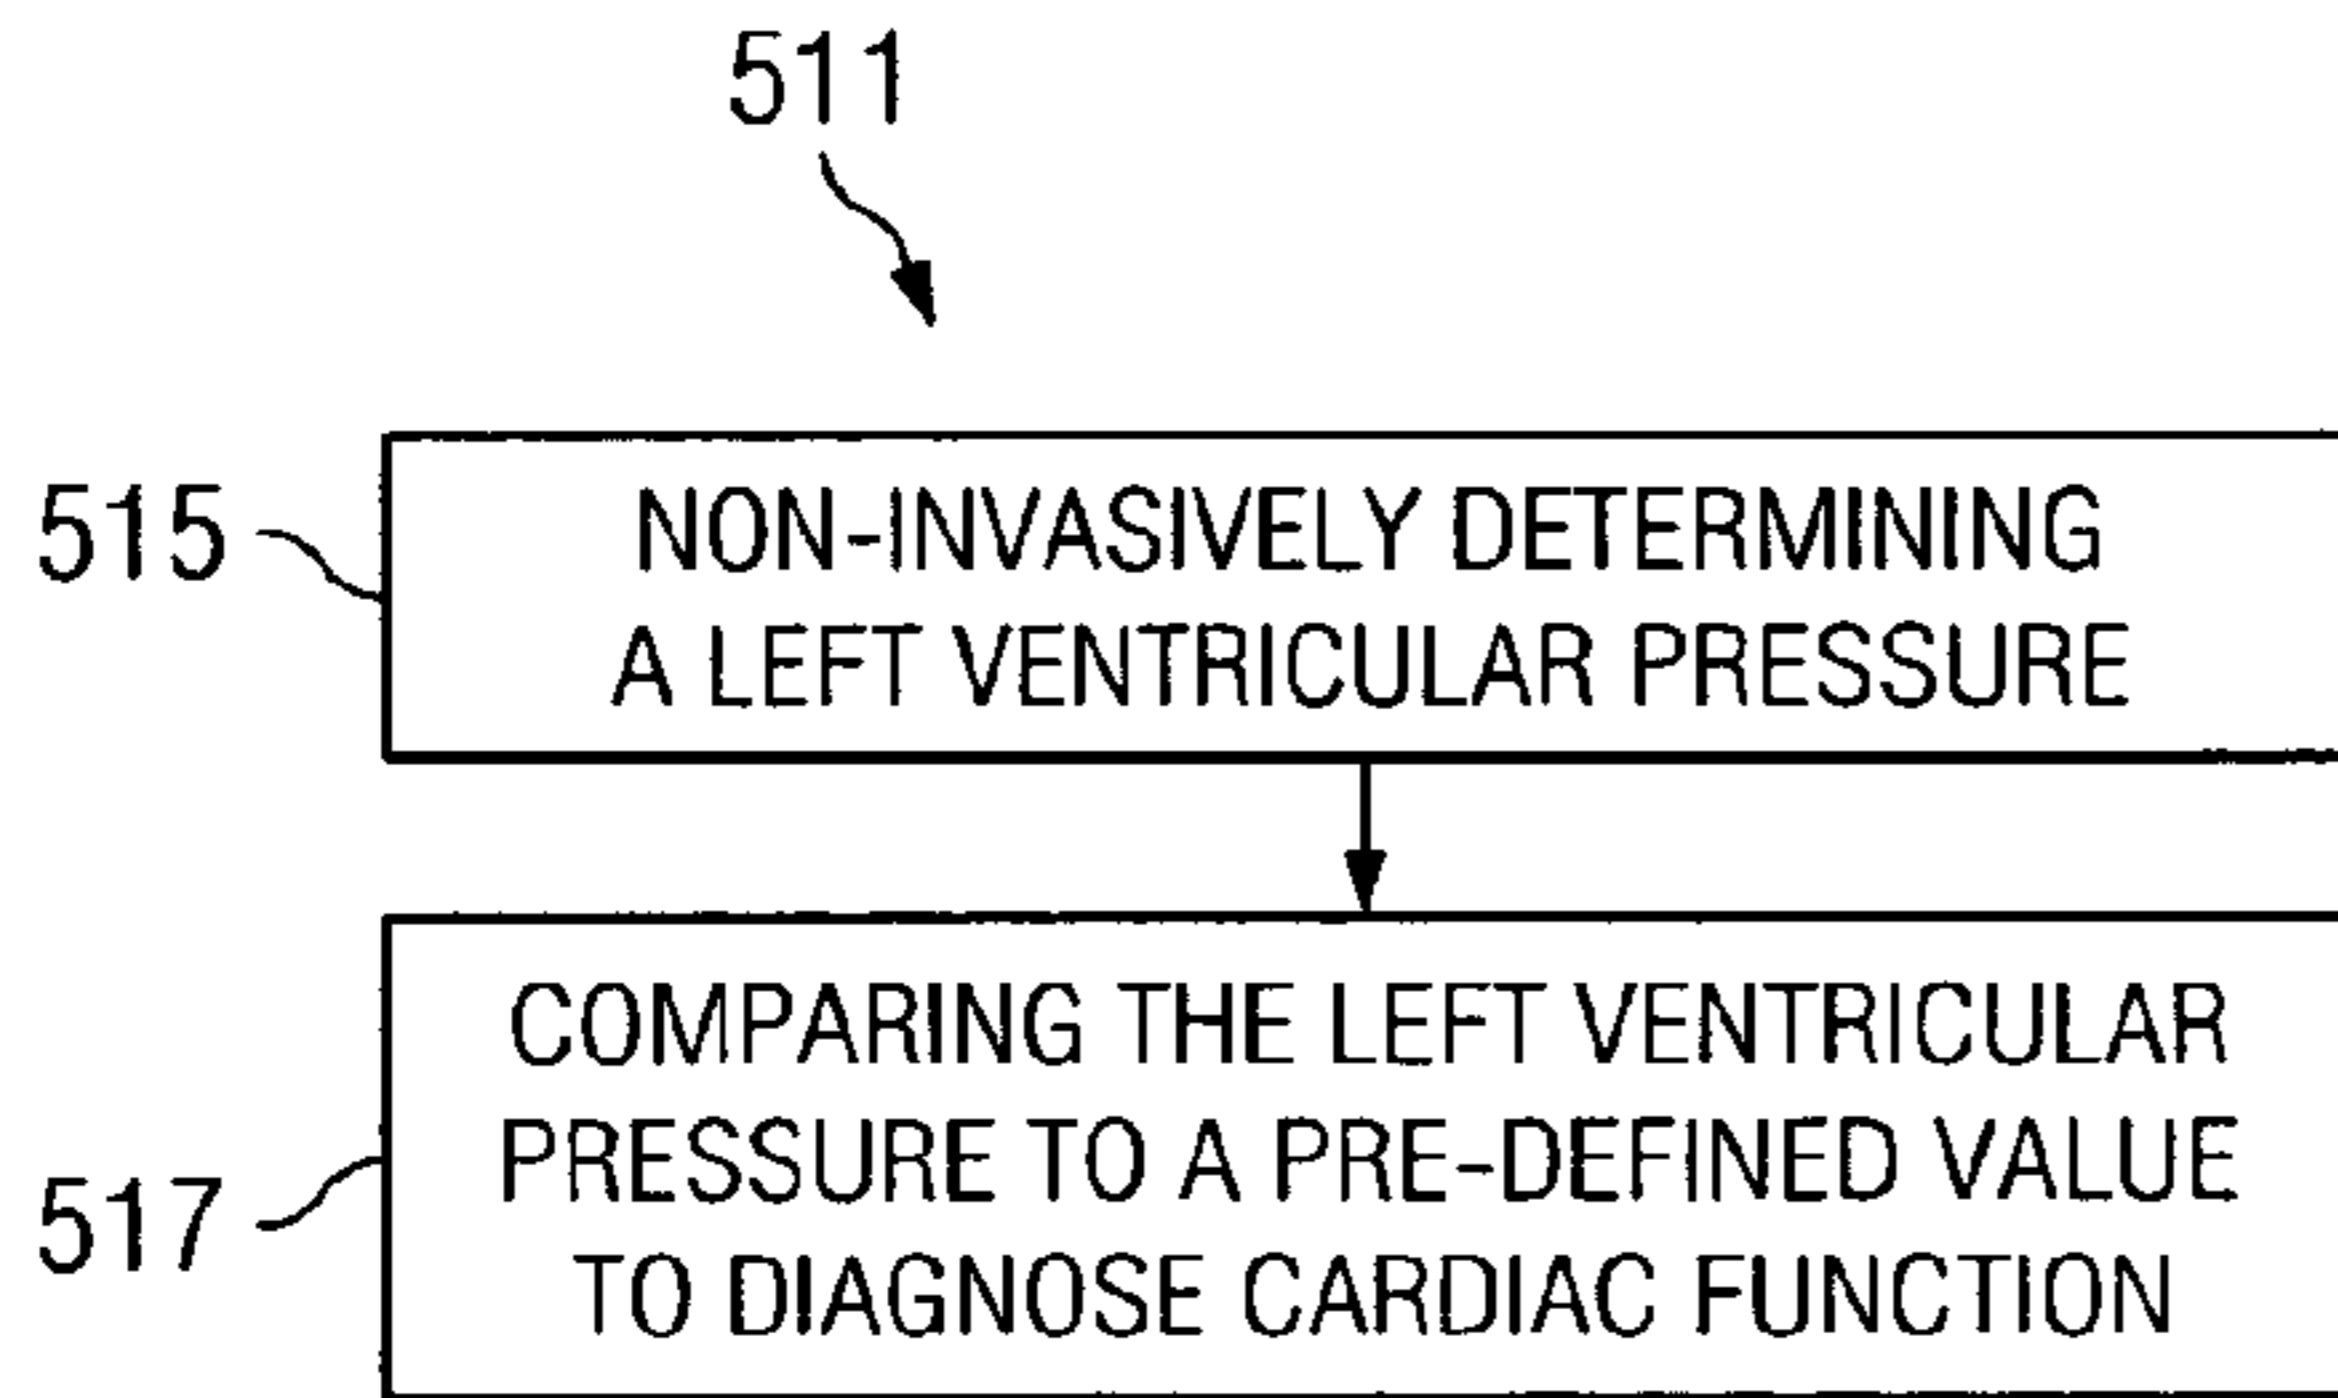 511
515
NON-INVASIVELY DETERMINING
A LEFT VENTRICULAR PRESSURE
517
COMPARING THE LEFT VENTRICULAR
PRESSURE TO A PRE-DEFINED VALUE
TO DIAGNOSE CARDIAC FUNCTION